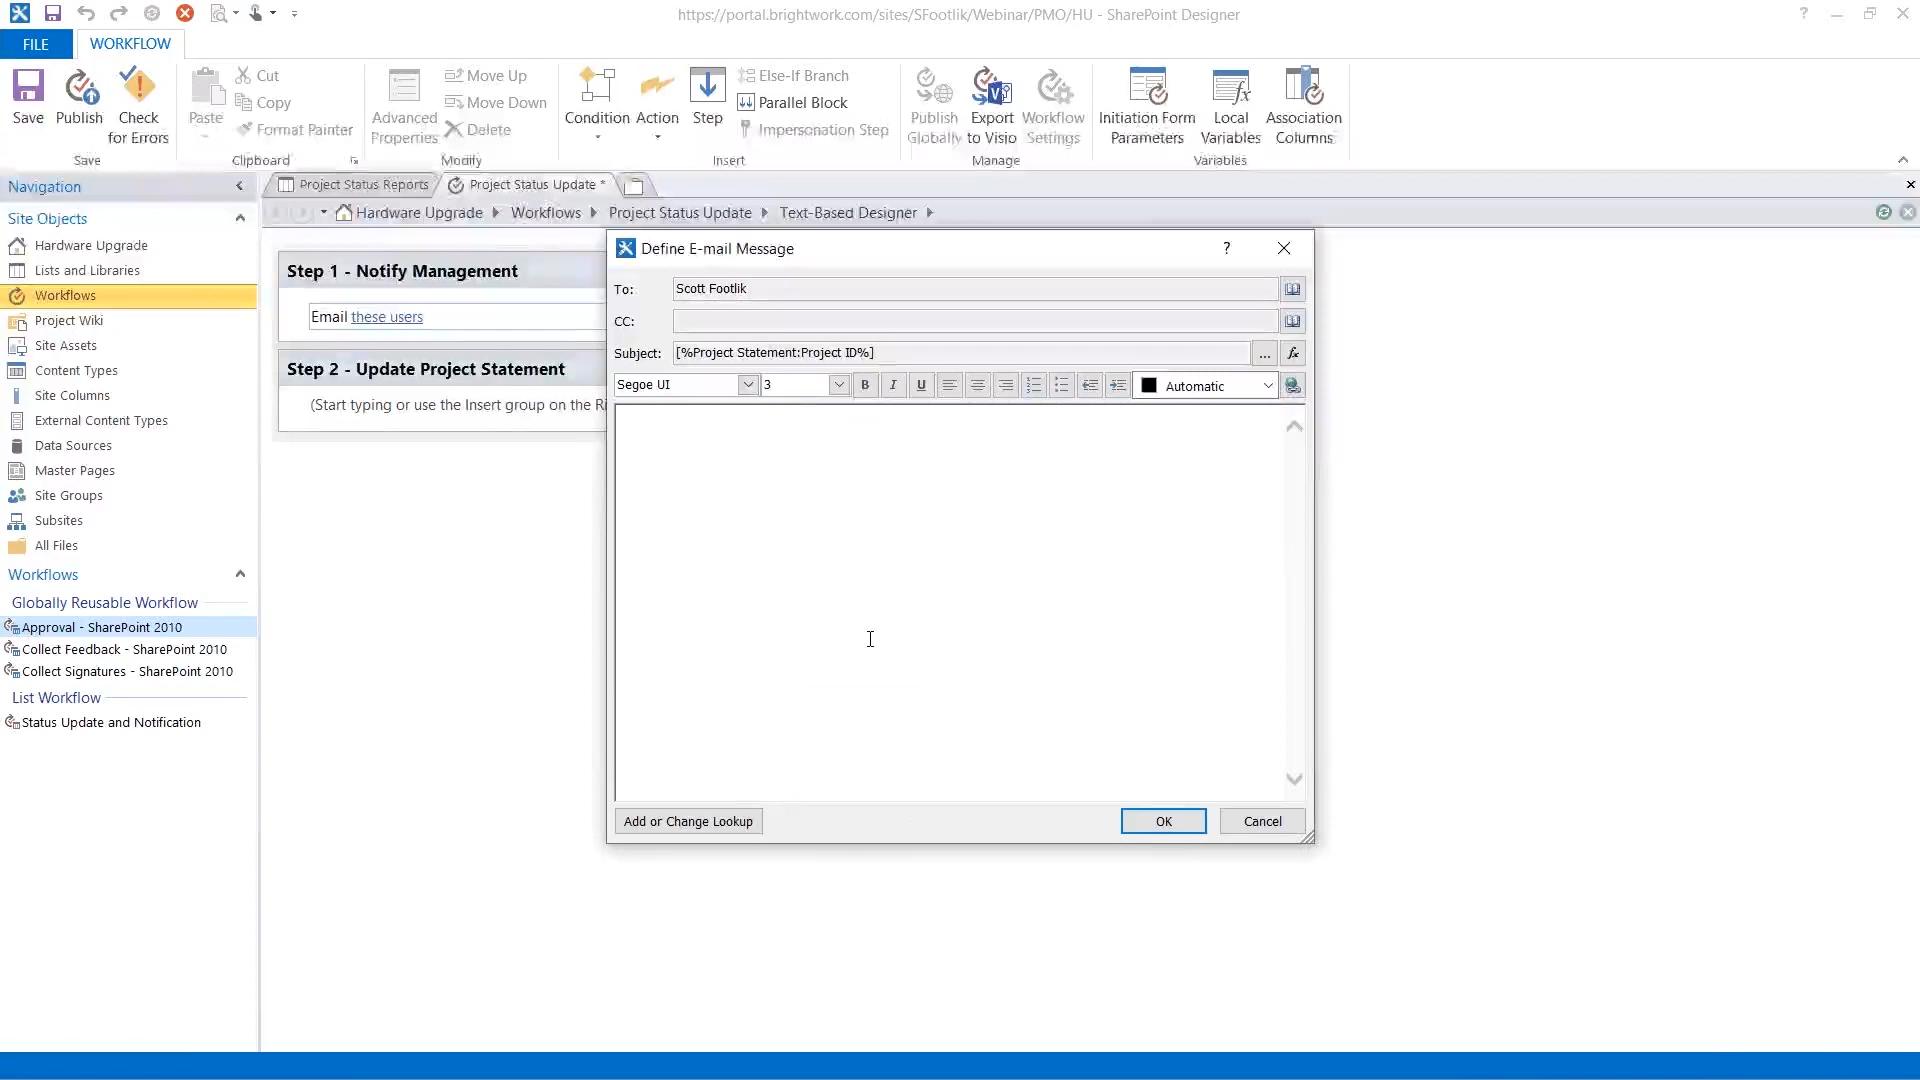 https://portal.brightwork.com/sites/SFootlik/Webinar/PMO/HU - SharePoint Designer
FILE
WORKFLOW
Save
Publish
Check
for Errors
Save
Paste
Cut
Copy
Format Painter
Clipboard
Advanced
Properties
Move Up
Move Down
Delete
Modify
Condition
Action
Step
Else-If Branch
Parallel Block
Impersonation Step
Insert
Publish
Globally
Export
to Visio
Workflow
Settings
Manage
Initiation Form
Parameters
Local
Variables
Association
Columns
Variables
Navigation
Site Objects
Hardware Upgrade
Lists and Libraries
Workflows
Project Wiki
Site Assets
Content Types
Site Columns
External Content Types
Data Sources
Master Pages
Site Groups
Subsites
All Files
Workflows
Globally Reusable Workflow
Approval - SharePoint 2010
Collect Feedback - SharePoint 2010
Collect Signatures - SharePoint 2010
List Workflow
Status Update and Notification
Project Status Reports
Project Status Update *
Hardware Upgrade
Workflows
Project Status Update
Text-Based Designer
Step 1 - Notify Management
Email these users
Step 2 - Update Project Statement
(Start typing or use the Insert group on the Ri
Define E-mail Message
?
To:
Scott Footlik
CC:
Subject:
[%Project Statement:Project ID%]
...
fx
Segoe UI
3
B
I
U
Automatic
Add or Change Lookup
OK
Cancel